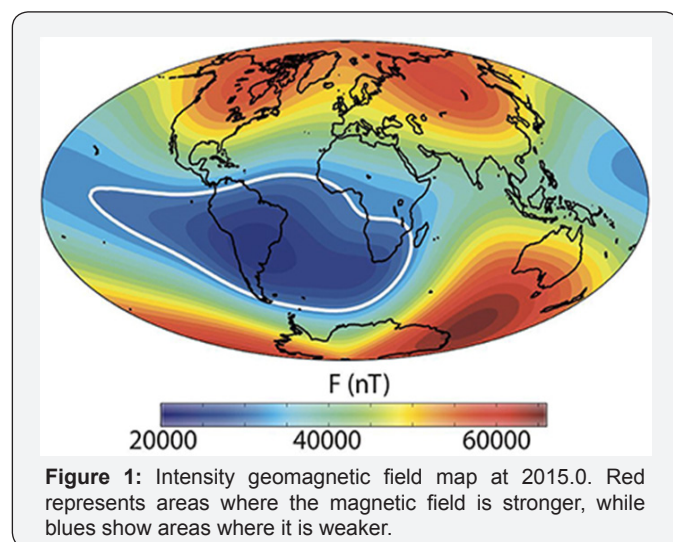 F (nT)
20000 40000 60000
Figure 1: Intensity geomagnetic field map at 2015.0. Red
represents areas where the magnetic field is stronger, while
blues show areas where it is weaker.